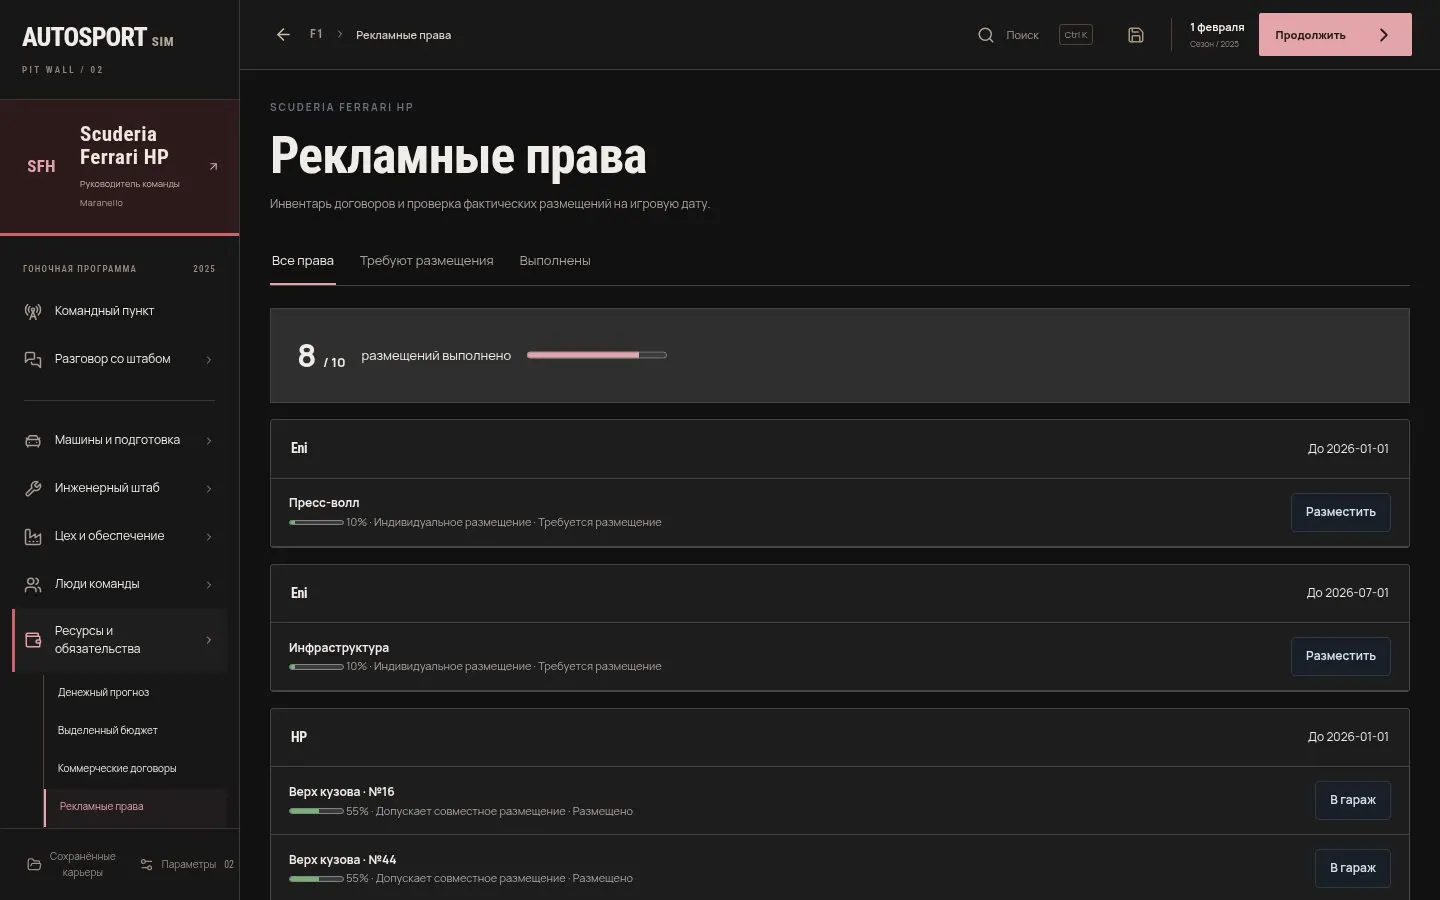 AUTOSPORT SIM
PIT WALL / 02
SFH
Scuderia
Ferrari HP
Руководитель команды
Maranello
ГОНОЧНАЯ ПРОГРАММА 2025
Командный пункт
Разговор со штабом
Машины и подготовка
Инженерный штаб
Цех и обеспечение
Люди команды
Ресурсы и
обязательства
Денежный прогноз
Выделенный бюджет
Коммерческие договоры
Рекламные права
Сохранённые
карьеры
Параметры 02
F1 Рекламные права
Поиск Ctrl K
1 февраля
Сезон / 2025
Продолжить
SCUDERIA FERRARI HP
Рекламные права
Инвентарь договоров и проверка фактических размещений на игровую дату.
Все права Требуют размещения Выполнены
8 / 10 размещений выполнено
Eni До 2026-01-01
Пресс-волл
10% · Индивидуальное размещение · Требуется размещение
Разместить
Eni До 2026-07-01
Инфраструктура
10% · Индивидуальное размещение · Требуется размещение
Разместить
HP До 2026-01-01
Верх кузова · №16
55% · Допускает совместное размещение · Размещено
В гараж
Верх кузова · №44
55% · Допускает совместное размещение · Размещено
В гараж